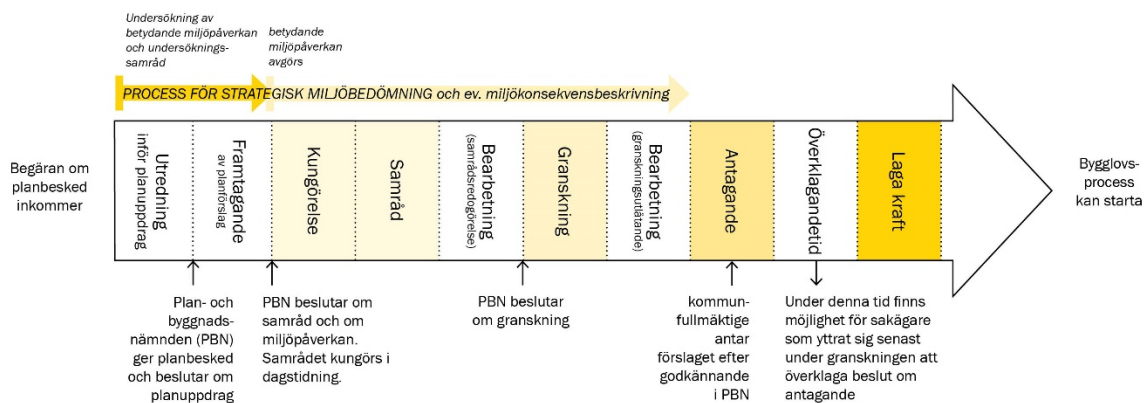 Undersökning av
betydande miljöpåverkan
och undersöknings-
samråd
betydande
miljöpåverkan
avgörs
PROCESS FÖR STRATEGISK MILJÖBEDÖMNING och ev. miljökonsekvensbeskrivning
Begäran om
planbesked
inkommer
Utredning
inför planuppdrag
Framtagande
av planförslag
Kungörelse
Samråd
Bearbetning
(samrådsredogörelse)
Granskning
Bearbetning
(granskningsutlåtande)
Antagande
Överklagandetid
Laga kraft
Bygglovs-
process
kan starta
Plan- och
byggnads-
nämnden (PBN)
ger planbesked
och beslutar om
planuppdrag
PBN beslutar om
samråd och om
miljöpåverkan.
Samrådet kungörs i
dagstidning.
PBN beslutar
om granskning
kommun-
fullmäktige
antar
förslaget efter
godkännande
i PBN
Under denna tid finns
möjlighet för sakägare
som yttrat sig senast
under granskningen att
överklaga beslut om
antagande